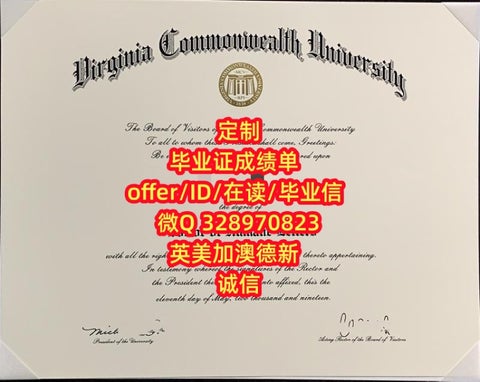 Virginia Commonwealth University
The Board of Visitors of Commonwealth University
定制
To all to whom these shall come, Greetings:
毕业证成绩单
Be upon
offer/ID/在读/毕业信
the degree of
微Q 328970823
with all the rights thereto appertaining.
英美加澳德新
In testimony whereof the signatures of the Rector and
the President affixed, this the
诚信
eleventh day of May, two thousand and nineteen.
President of the University
Acting Rector of the Board of Visitors